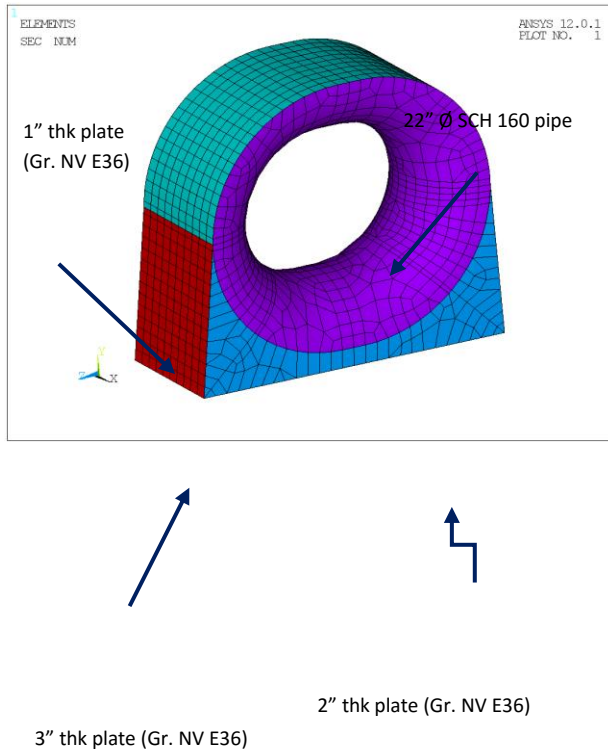 1
ELEMENTS
SEC NUM
ANSYS 12.0.1
PLOT NO. 1
22” Ø SCH 160 pipe
1” thk plate
(Gr. NV E36)
Y
Z
X
2” thk plate (Gr. NV E36)
3” thk plate (Gr. NV E36)